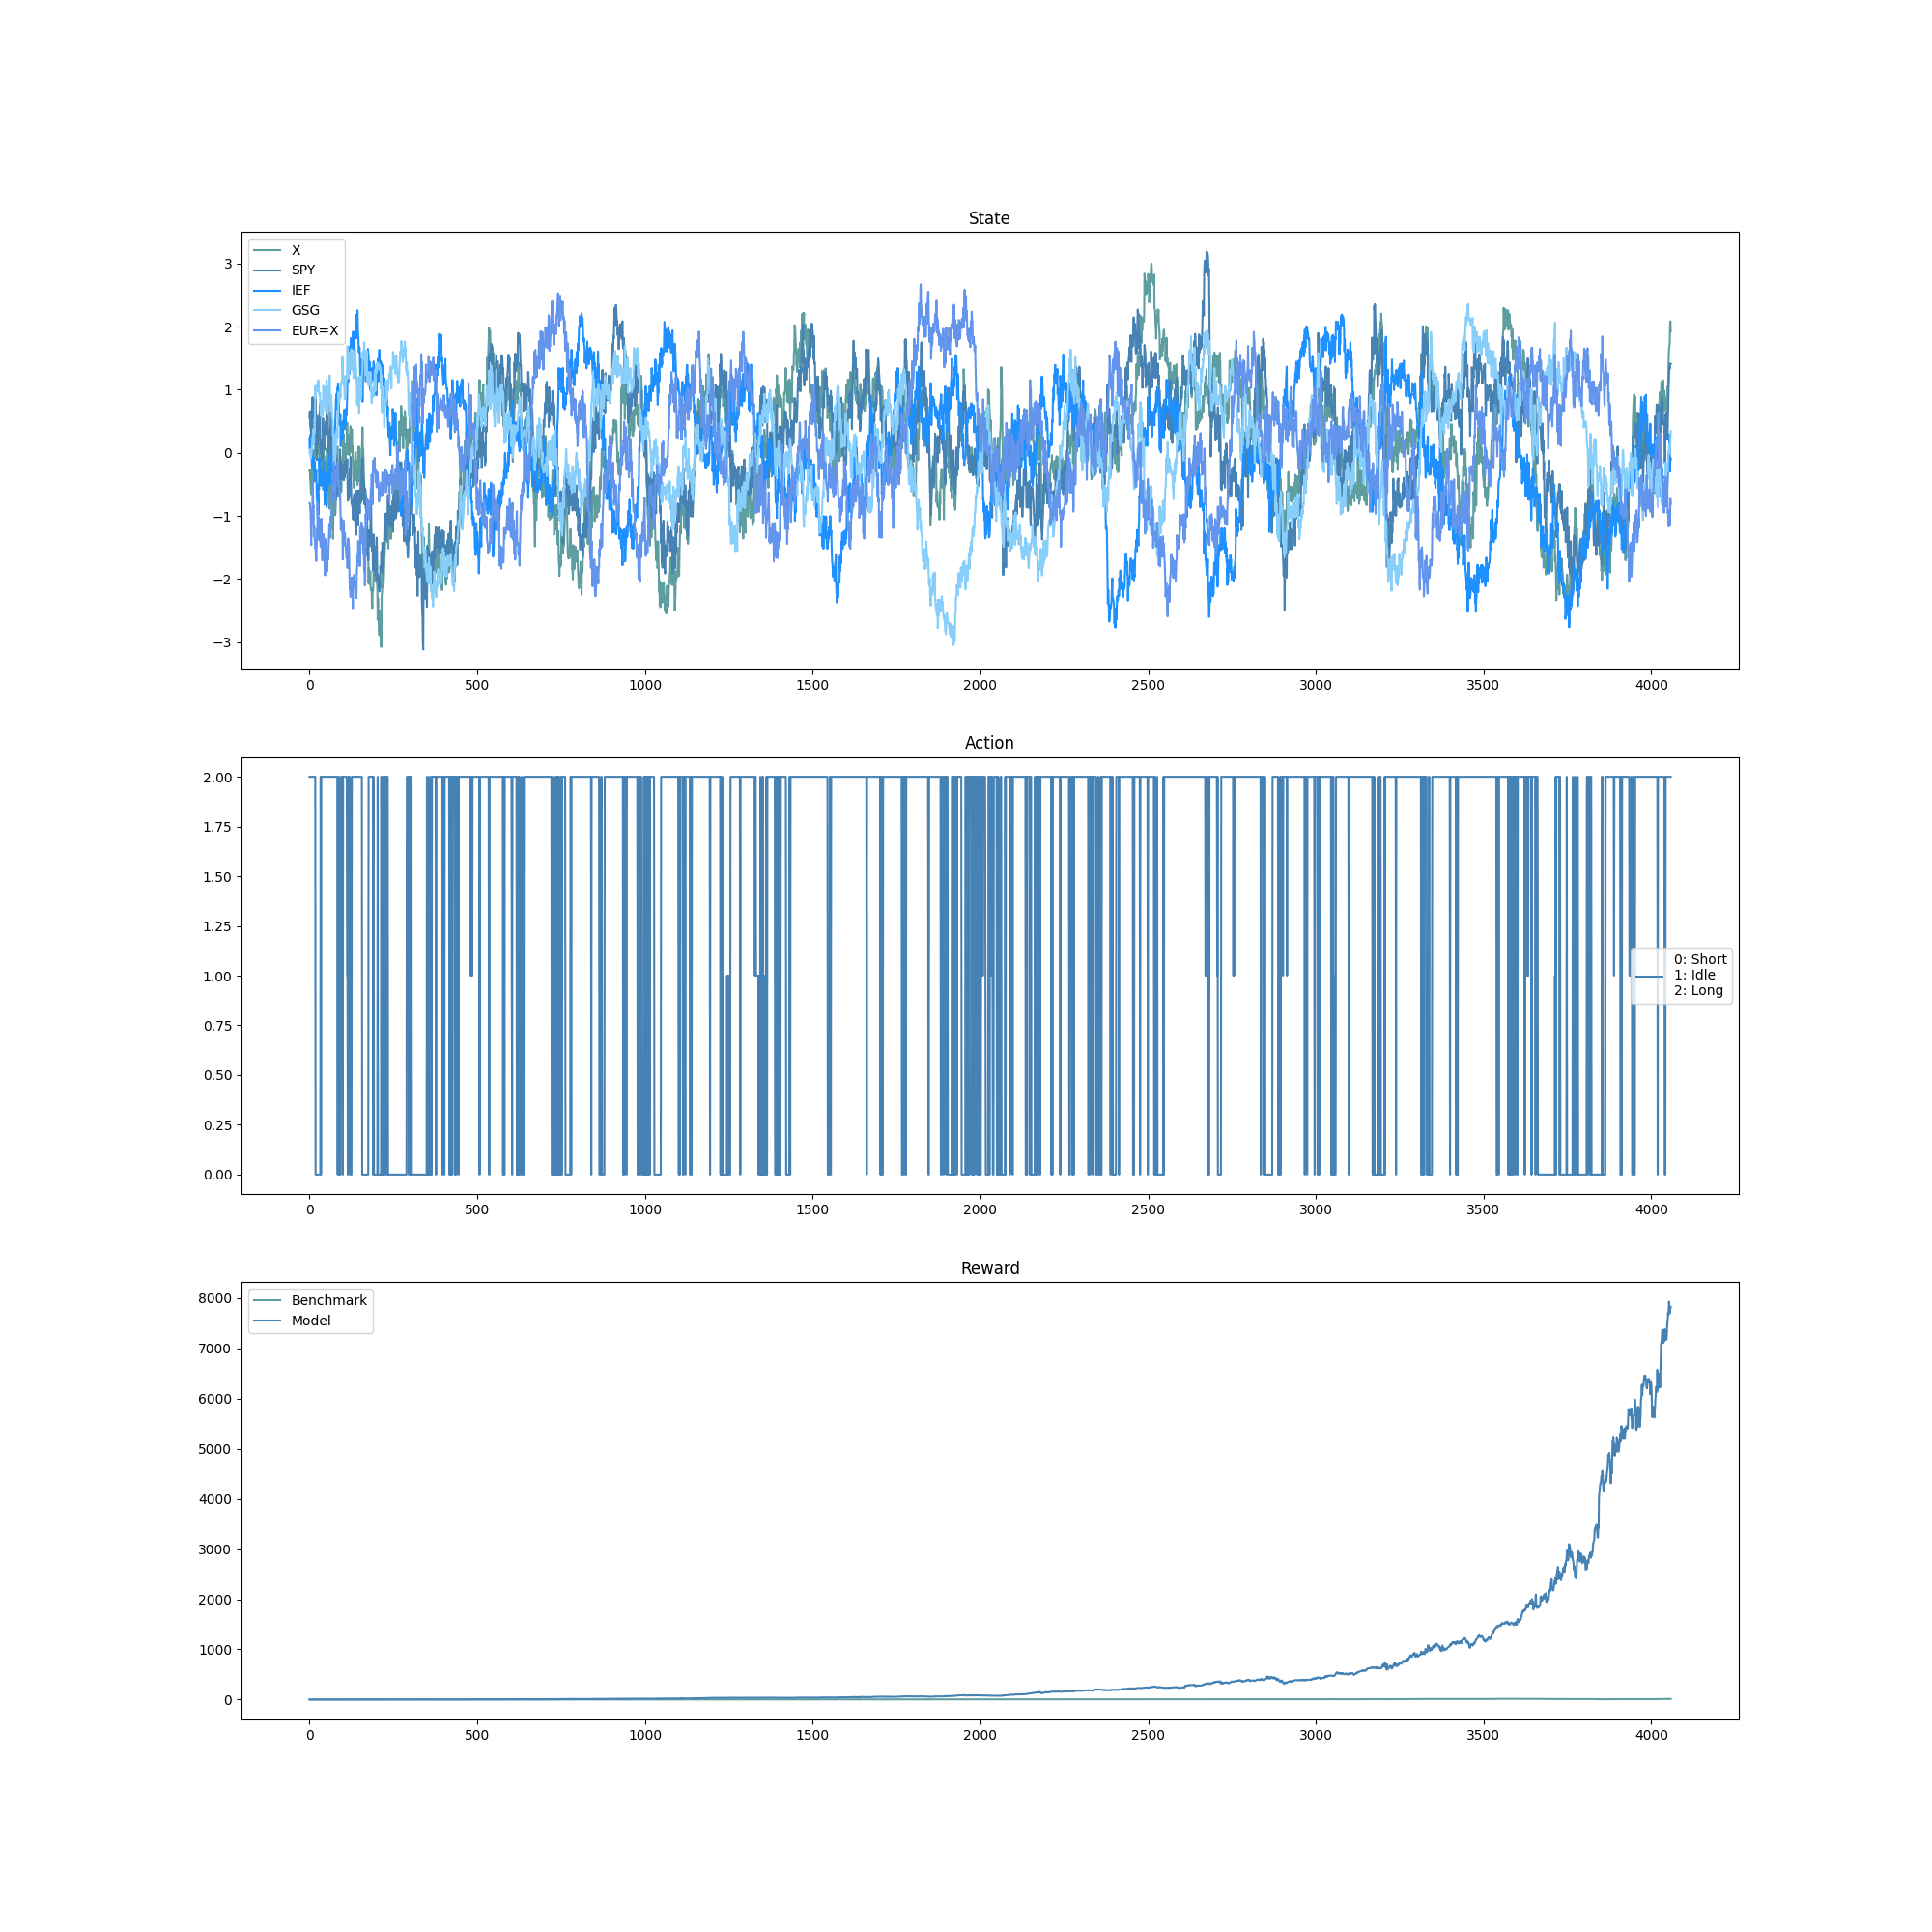 State
X
SPY
IEF
GSG
EUR=X
3
2
1
0
−1
−2
−3
0 500 1000 1500 2000 2500 3000 3500 4000
Action
2.00
1.75
1.50
1.25
1.00
0.75
0.50
0.25
0.00
0: Short
1: Idle
2: Long
0 500 1000 1500 2000 2500 3000 3500 4000
Reward
Benchmark
Model
8000
7000
6000
5000
4000
3000
2000
1000
0
0 500 1000 1500 2000 2500 3000 3500 4000